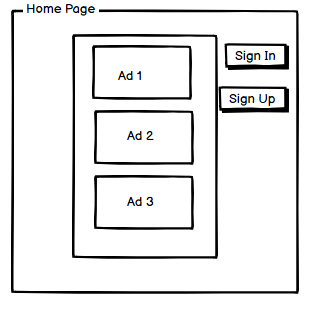 Home Page
Ad 1
Sign In
Sign Up
Ad 2
Ad 3